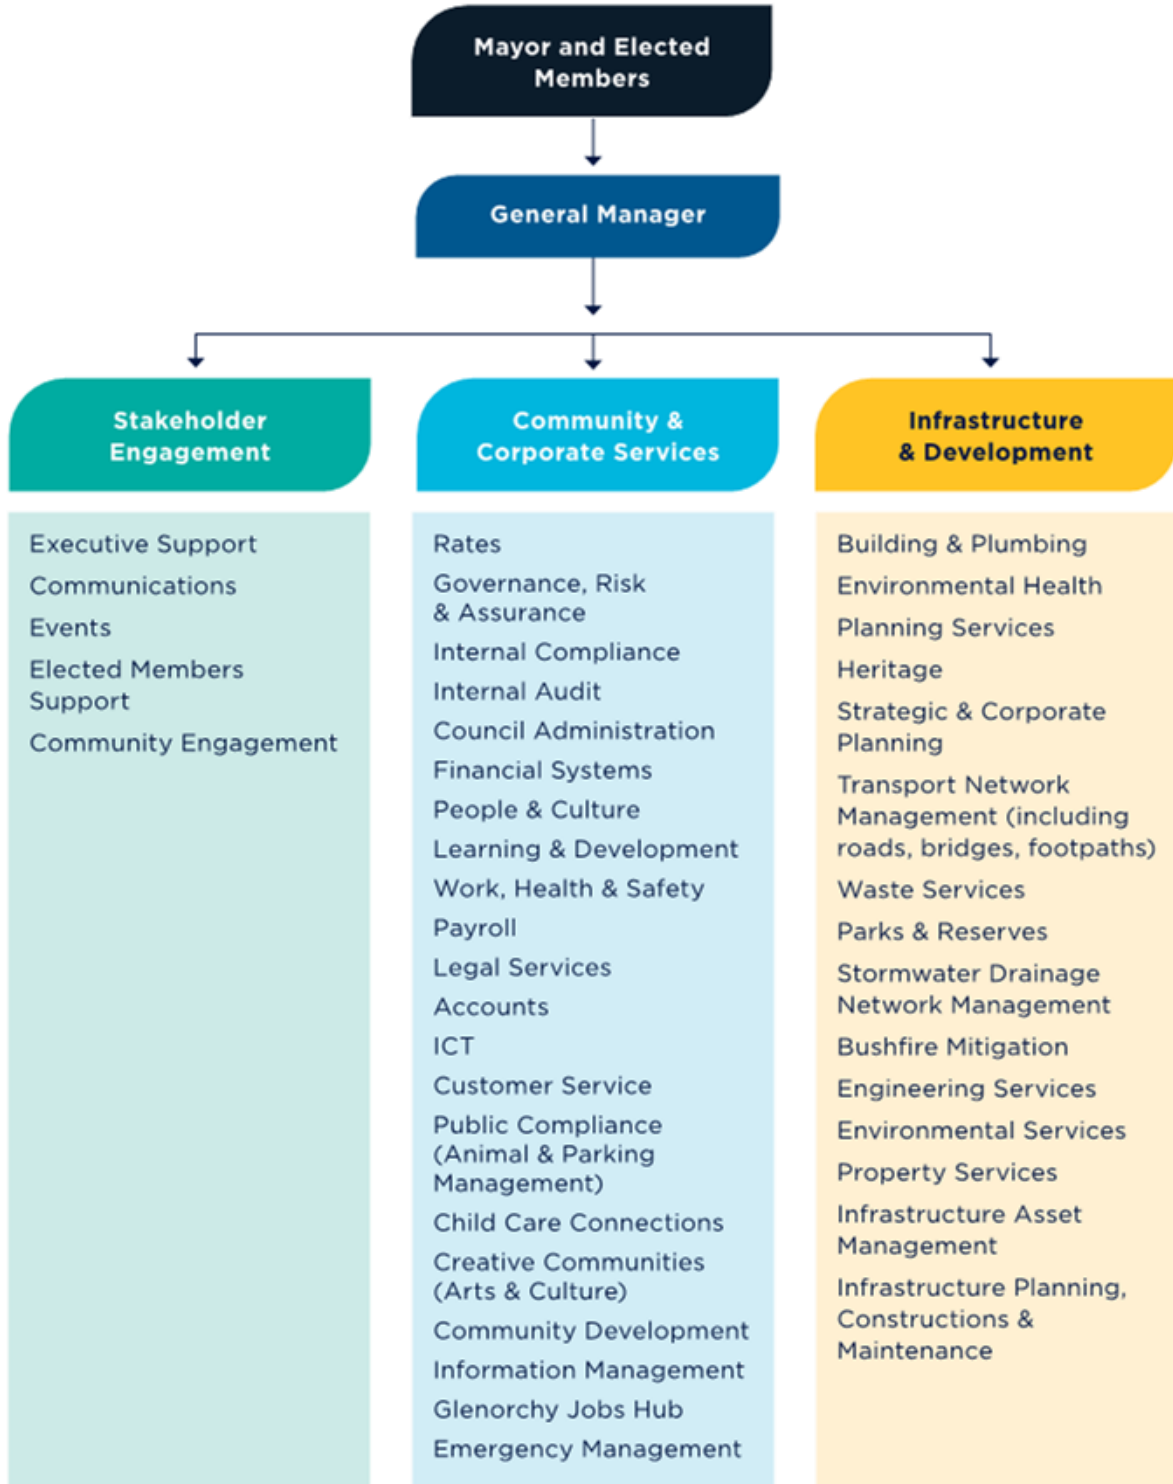 Mayor and Elected
Members
General Manager
Stakeholder
Engagement
Executive Support
Communications
Events
Elected Members
Support
Community Engagement
Community &
Corporate Services
Rates
Governance, Risk
& Assurance
Internal Compliance
Internal Audit
Council Administration
Financial Systems
People & Culture
Learning & Development
Work, Health & Safety
Payroll
Legal Services
Accounts
ICT
Customer Service
Public Compliance
(Animal & Parking
Management)
Child Care Connections
Creative Communities
(Arts & Culture)
Community Development
Information Management
Glenorchy Jobs Hub
Emergency Management
Infrastructure
& Development
Building & Plumbing
Environmental Health
Planning Services
Heritage
Strategic & Corporate
Planning
Transport Network
Management (including
roads, bridges, footpaths)
Waste Services
Parks & Reserves
Stormwater Drainage
Network Management
Bushfire Mitigation
Engineering Services
Environmental Services
Property Services
Infrastructure Asset
Management
Infrastructure Planning,
Constructions &
Maintenance